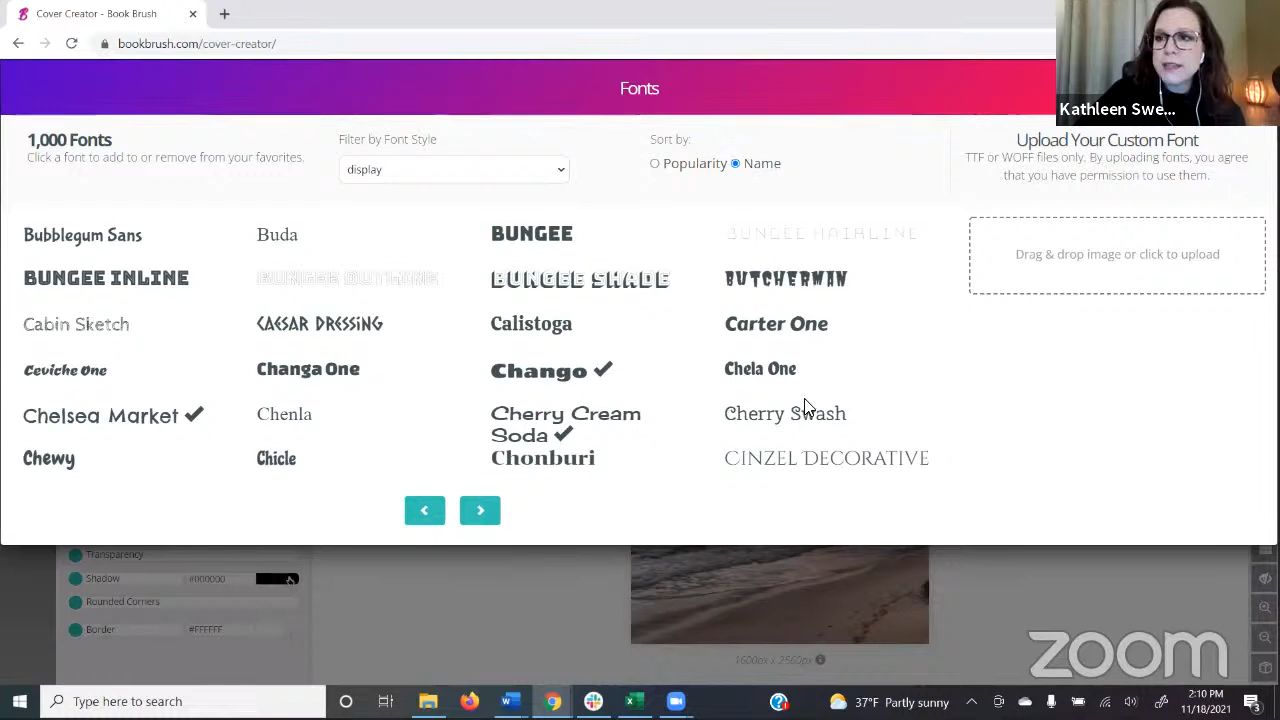 Cover Creator - Book Brush
bookbrush.com/cover-creator/
Fonts
Kathleen Swe...
1,000 Fonts
Click a font to add to or remove from your favorites.
Filter by Font Style
display
Sort by:
Popularity Name
Upload Your Custom Font
TTF or WOFF files only. By uploading fonts, you agree
that you have permission to use them.
Drag & drop image or click to upload
Bubblegum Sans Buda BUNGEE BUNGEE HAIRLINE
BUNGEE INLINE BUNGEE OUTLINE BUNGEE SHADE BUTCHERMAN
Cabin Sketch CAESAR DRESSING Calistoga Carter One
Ceviche One Changa One Chango Chela One
Chelsea Market Chenla Cherry Cream Cherry Swash
Soda
Chewy Chicle Chonburi CINZEL DECORATIVE
Transparency
Shadow #000000
Rounded Corners
Border #FFFFFF
1600px x 2560px
zoom
Type here to search
37°F Partly sunny
2:10 PM
11/18/2021
3